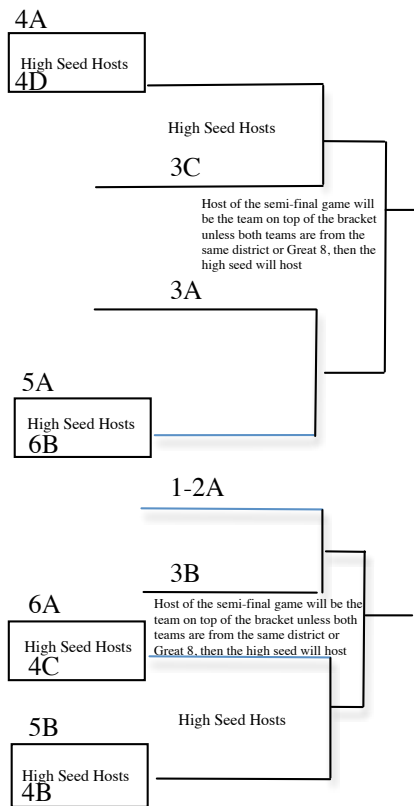 4A
High Seed Hosts
4D
High Seed Hosts
3C
Host of the semi-final game will
be the team on top of the bracket
unless both teams are from the
same district or Great 8, then the
high seed will host
3A
5A
High Seed Hosts
6B
1-2A
3B
Host of the semi-final game will be the
team on top of the bracket unless both
teams are from the same district or
Great 8, then the high seed will host
6A
High Seed Hosts
4C
High Seed Hosts
5B
High Seed Hosts
4B